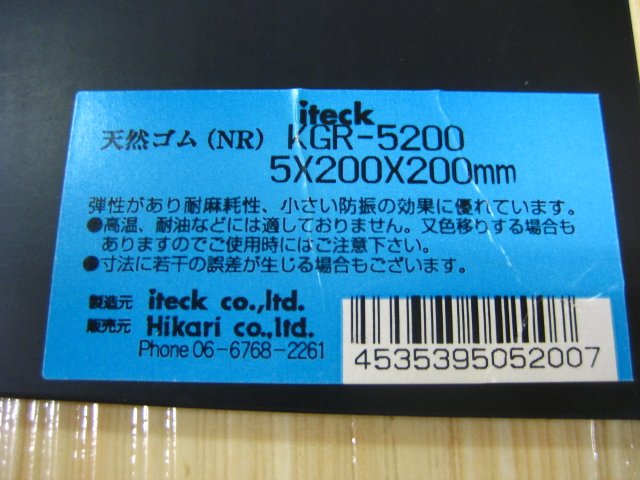 iteck
天然ゴム(NR) KGR-5200
5X200X200mm
弾性があり耐麻耗性、小さい防振の効果に優れています。
●高温、耐油などには適しておりません。又色移りする場合も
ありますのでご使用時にはご注意下さい。
●寸法に若干の誤差が生じる場合もございます。
製造元 iteck co.,ltd.
販売元 Hikari co.,ltd.
Phone 06-6768-2261
4535395052007